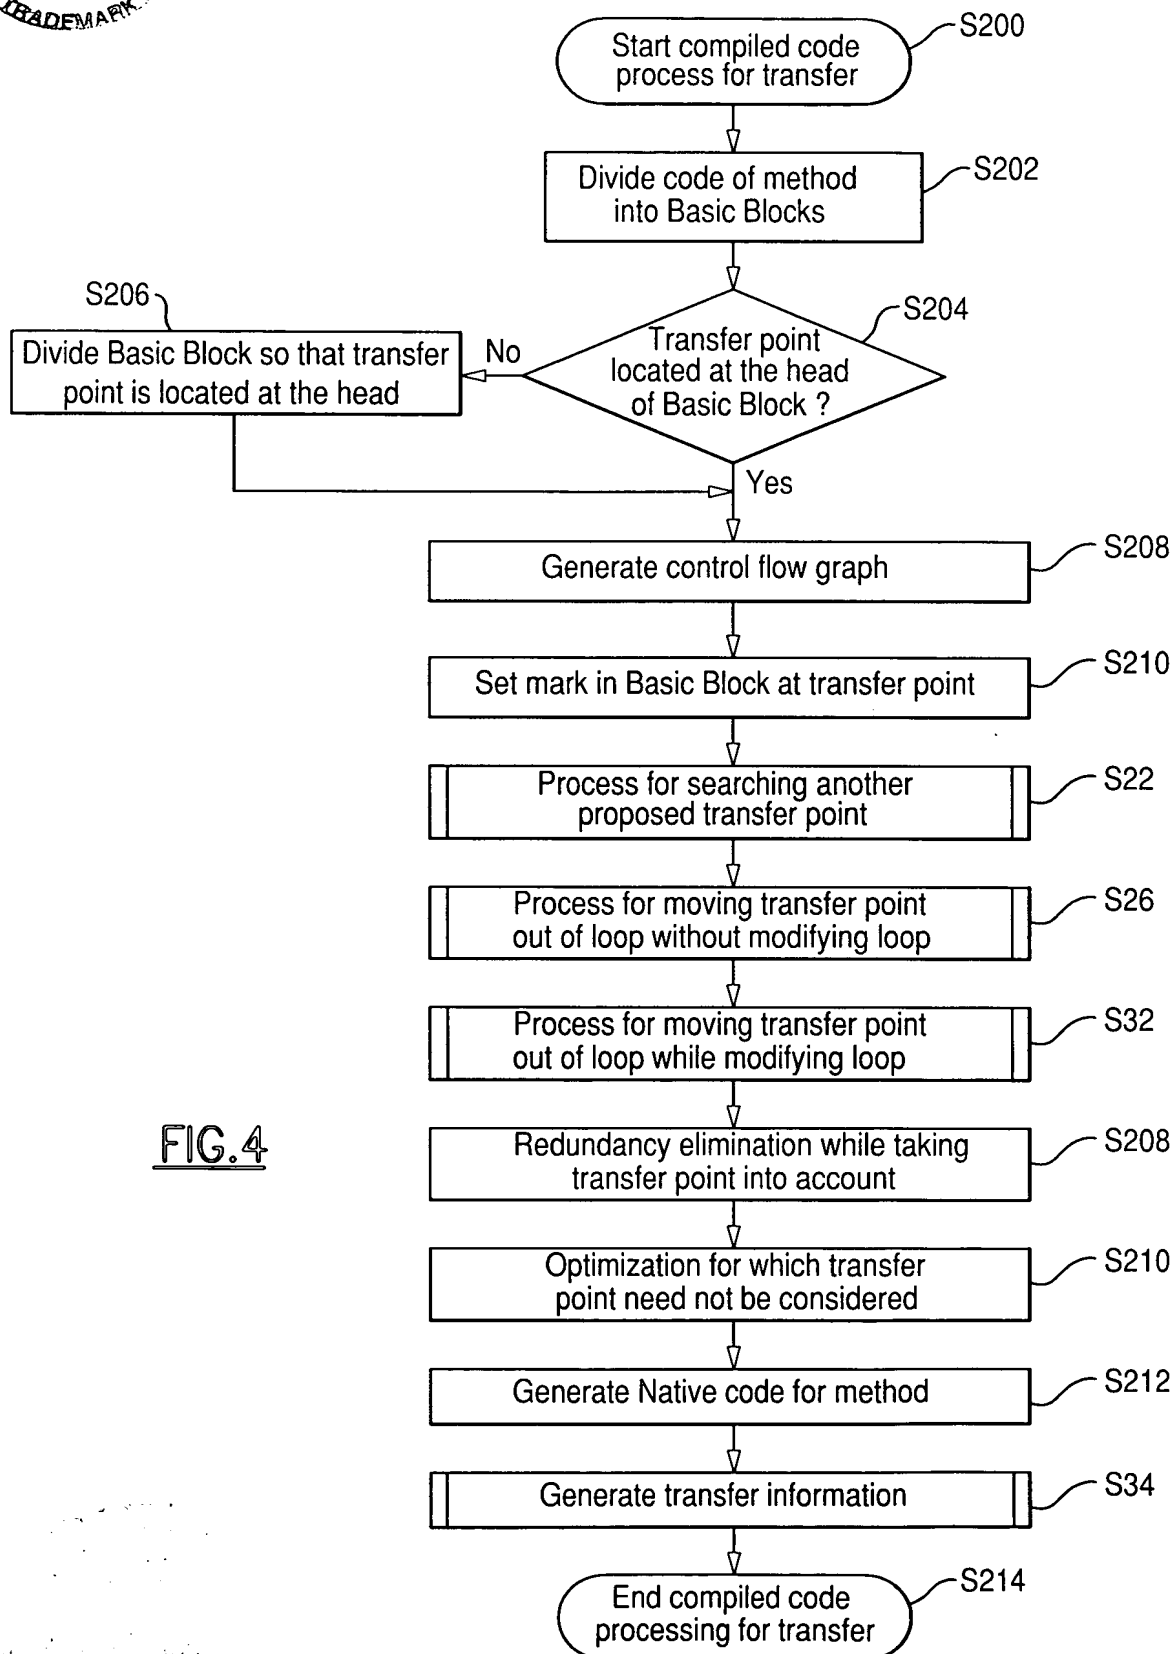 TRADEMARK
S200
Start compiled code
process for transfer
S202
Divide code of method
into Basic Blocks
S206
S204
Divide Basic Block so that transfer
point is located at the head
No
Transfer point
located at the head
of Basic Block ?
Yes
S208
Generate control flow graph
S210
Set mark in Basic Block at transfer point
S22
Process for searching another
proposed transfer point
S26
Process for moving transfer point
out of loop without modifying loop
S32
Process for moving transfer point
out of loop while modifying loop
FIG.4
S208
Redundancy elimination while taking
transfer point into account
S210
Optimization for which transfer
point need not be considered
S212
Generate Native code for method
S34
Generate transfer information
S214
End compiled code
processing for transfer